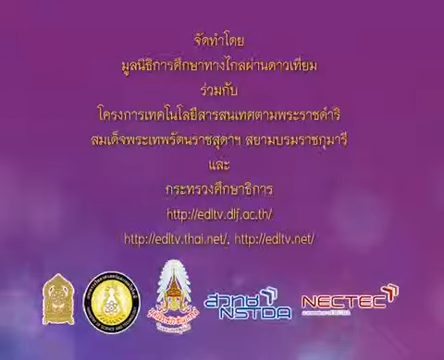 จัดทำโดย
มูลนิธิการศึกษาทางไกลผ่านดาวเทียม
ร่วมกับ
โครงการเทคโนโลยีสารสนเทศตามพระราชดำริ
สมเด็จพระเทพรัตนราชสุดาฯ สยามบรมราชกุมารี
และ
กระทรวงศึกษาธิการ
http://edltv.dlf.ac.th/
http://edltv.thai.net/, http://edltv.net/
สวทช NSTDA NECTEC